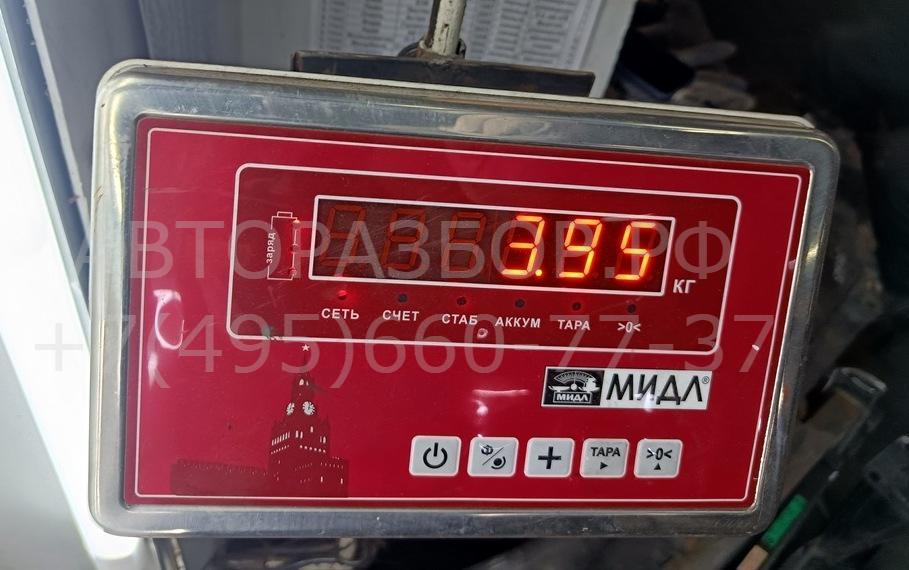 3.95
заряд
КГ
СЕТЬ СЧЕТ СТАБ АККУМ ТАРА >0<
МИДЛ МИДЛ®
ТАРА >0<
АВТОРАЗБОР.РФ
+7(495)660-77-37